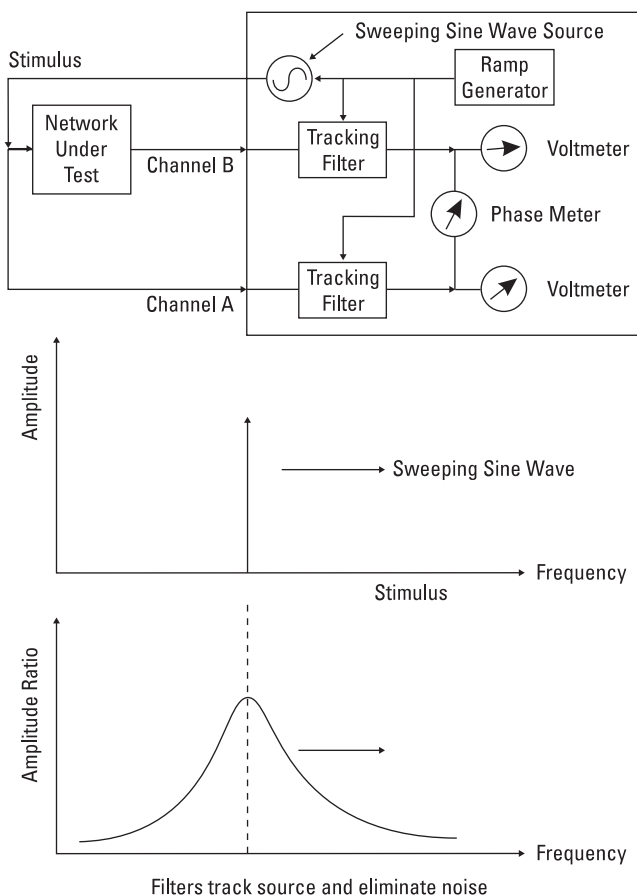 Sweeping Sine Wave Source
Stimulus
Ramp
Generator
Network
Under
Test
Channel B
Tracking
Filter
Voltmeter
Phase Meter
Channel A
Tracking
Filter
Voltmeter
Amplitude
Sweeping Sine Wave
Frequency
Stimulus
Amplitude Ratio
Frequency
Filters track source and eliminate noise